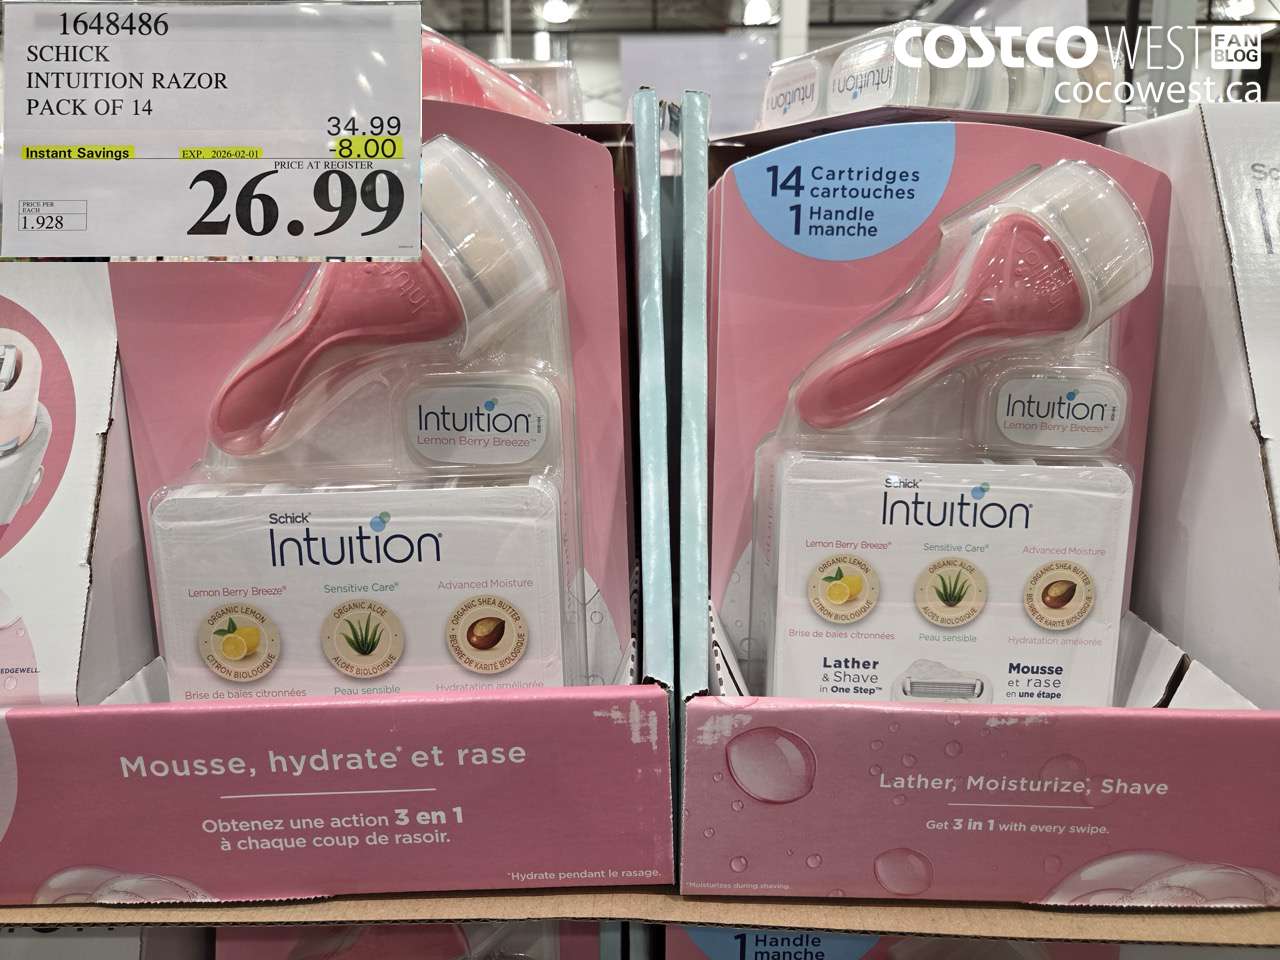 1648486
SCHICK
INTUITION RAZOR
PACK OF 14
34.99
Instant Savings EXP. 2026-02-01 -8.00
PRICE AT REGISTER
26.99
PRICE PER
EACH
1.928
COSTCO WEST FAN BLOG
cocowest.ca
Intuition
Intuition
14 Cartridges
cartouches
1 Handle
manche
Intuition
Intuition
Intuition
Lemon Berry Breeze™
Schick®
Intuition®
Lemon Berry Breeze® Sensitive Care® Advanced Moisture
ORGANIC LEMON
CITRON BIOLOGIQUE
ORGANIC ALOE
ALOÈS BIOLOGIQUE
ORGANIC SHEA BUTTER
BEURRE DE KARITÉ BIOLOGIQUE
Brise de baies citronnées Peau sensible Hydratation améliorée
Intuition
Lemon Berry Breeze™
Schick®
Intuition®
Lemon Berry Breeze® Sensitive Care® Advanced Moisture
ORGANIC LEMON
CITRON BIOLOGIQUE
ORGANIC ALOE
ALOÈS BIOLOGIQUE
ORGANIC SHEA BUTTER
BEURRE DE KARITÉ BIOLOGIQUE
Brise de baies citronnées Peau sensible Hydratation améliorée
Lather
& Shave
in One Step™
Mousse
et rase
en une étape
EDGEWELL.
Mousse, hydrate* et rase
Obtenez une action 3 en 1
à chaque coup de rasoir.
*Hydrate pendant le rasage.
Lather, Moisturize*, Shave
Get 3 in 1 with every swipe.
*Moisturizes during shaving.
1 Handle
manche